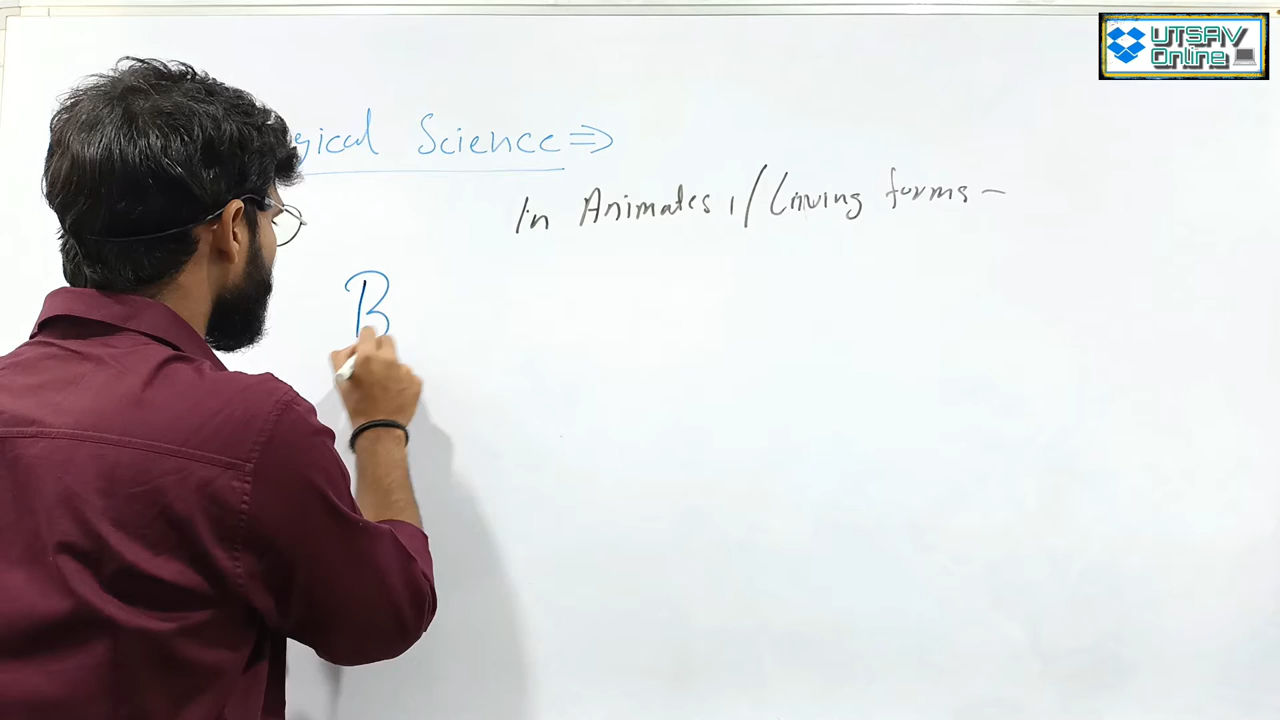 UTSAV
Online
gical Science ⇒
In Animates, / Living forms –
B